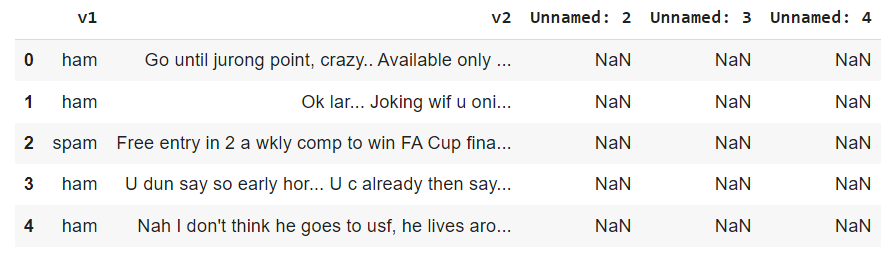 v1 v2 Unnamed: 2 Unnamed: 3 Unnamed: 4
0 ham Go until jurong point, crazy.. Available only ... NaN NaN NaN
1 ham Ok lar... Joking wif u oni... NaN NaN NaN
2 spam Free entry in 2 a wkly comp to win FA Cup fina... NaN NaN NaN
3 ham U dun say so early hor... U c already then say... NaN NaN NaN
4 ham Nah I don't think he goes to usf, he lives aro... NaN NaN NaN